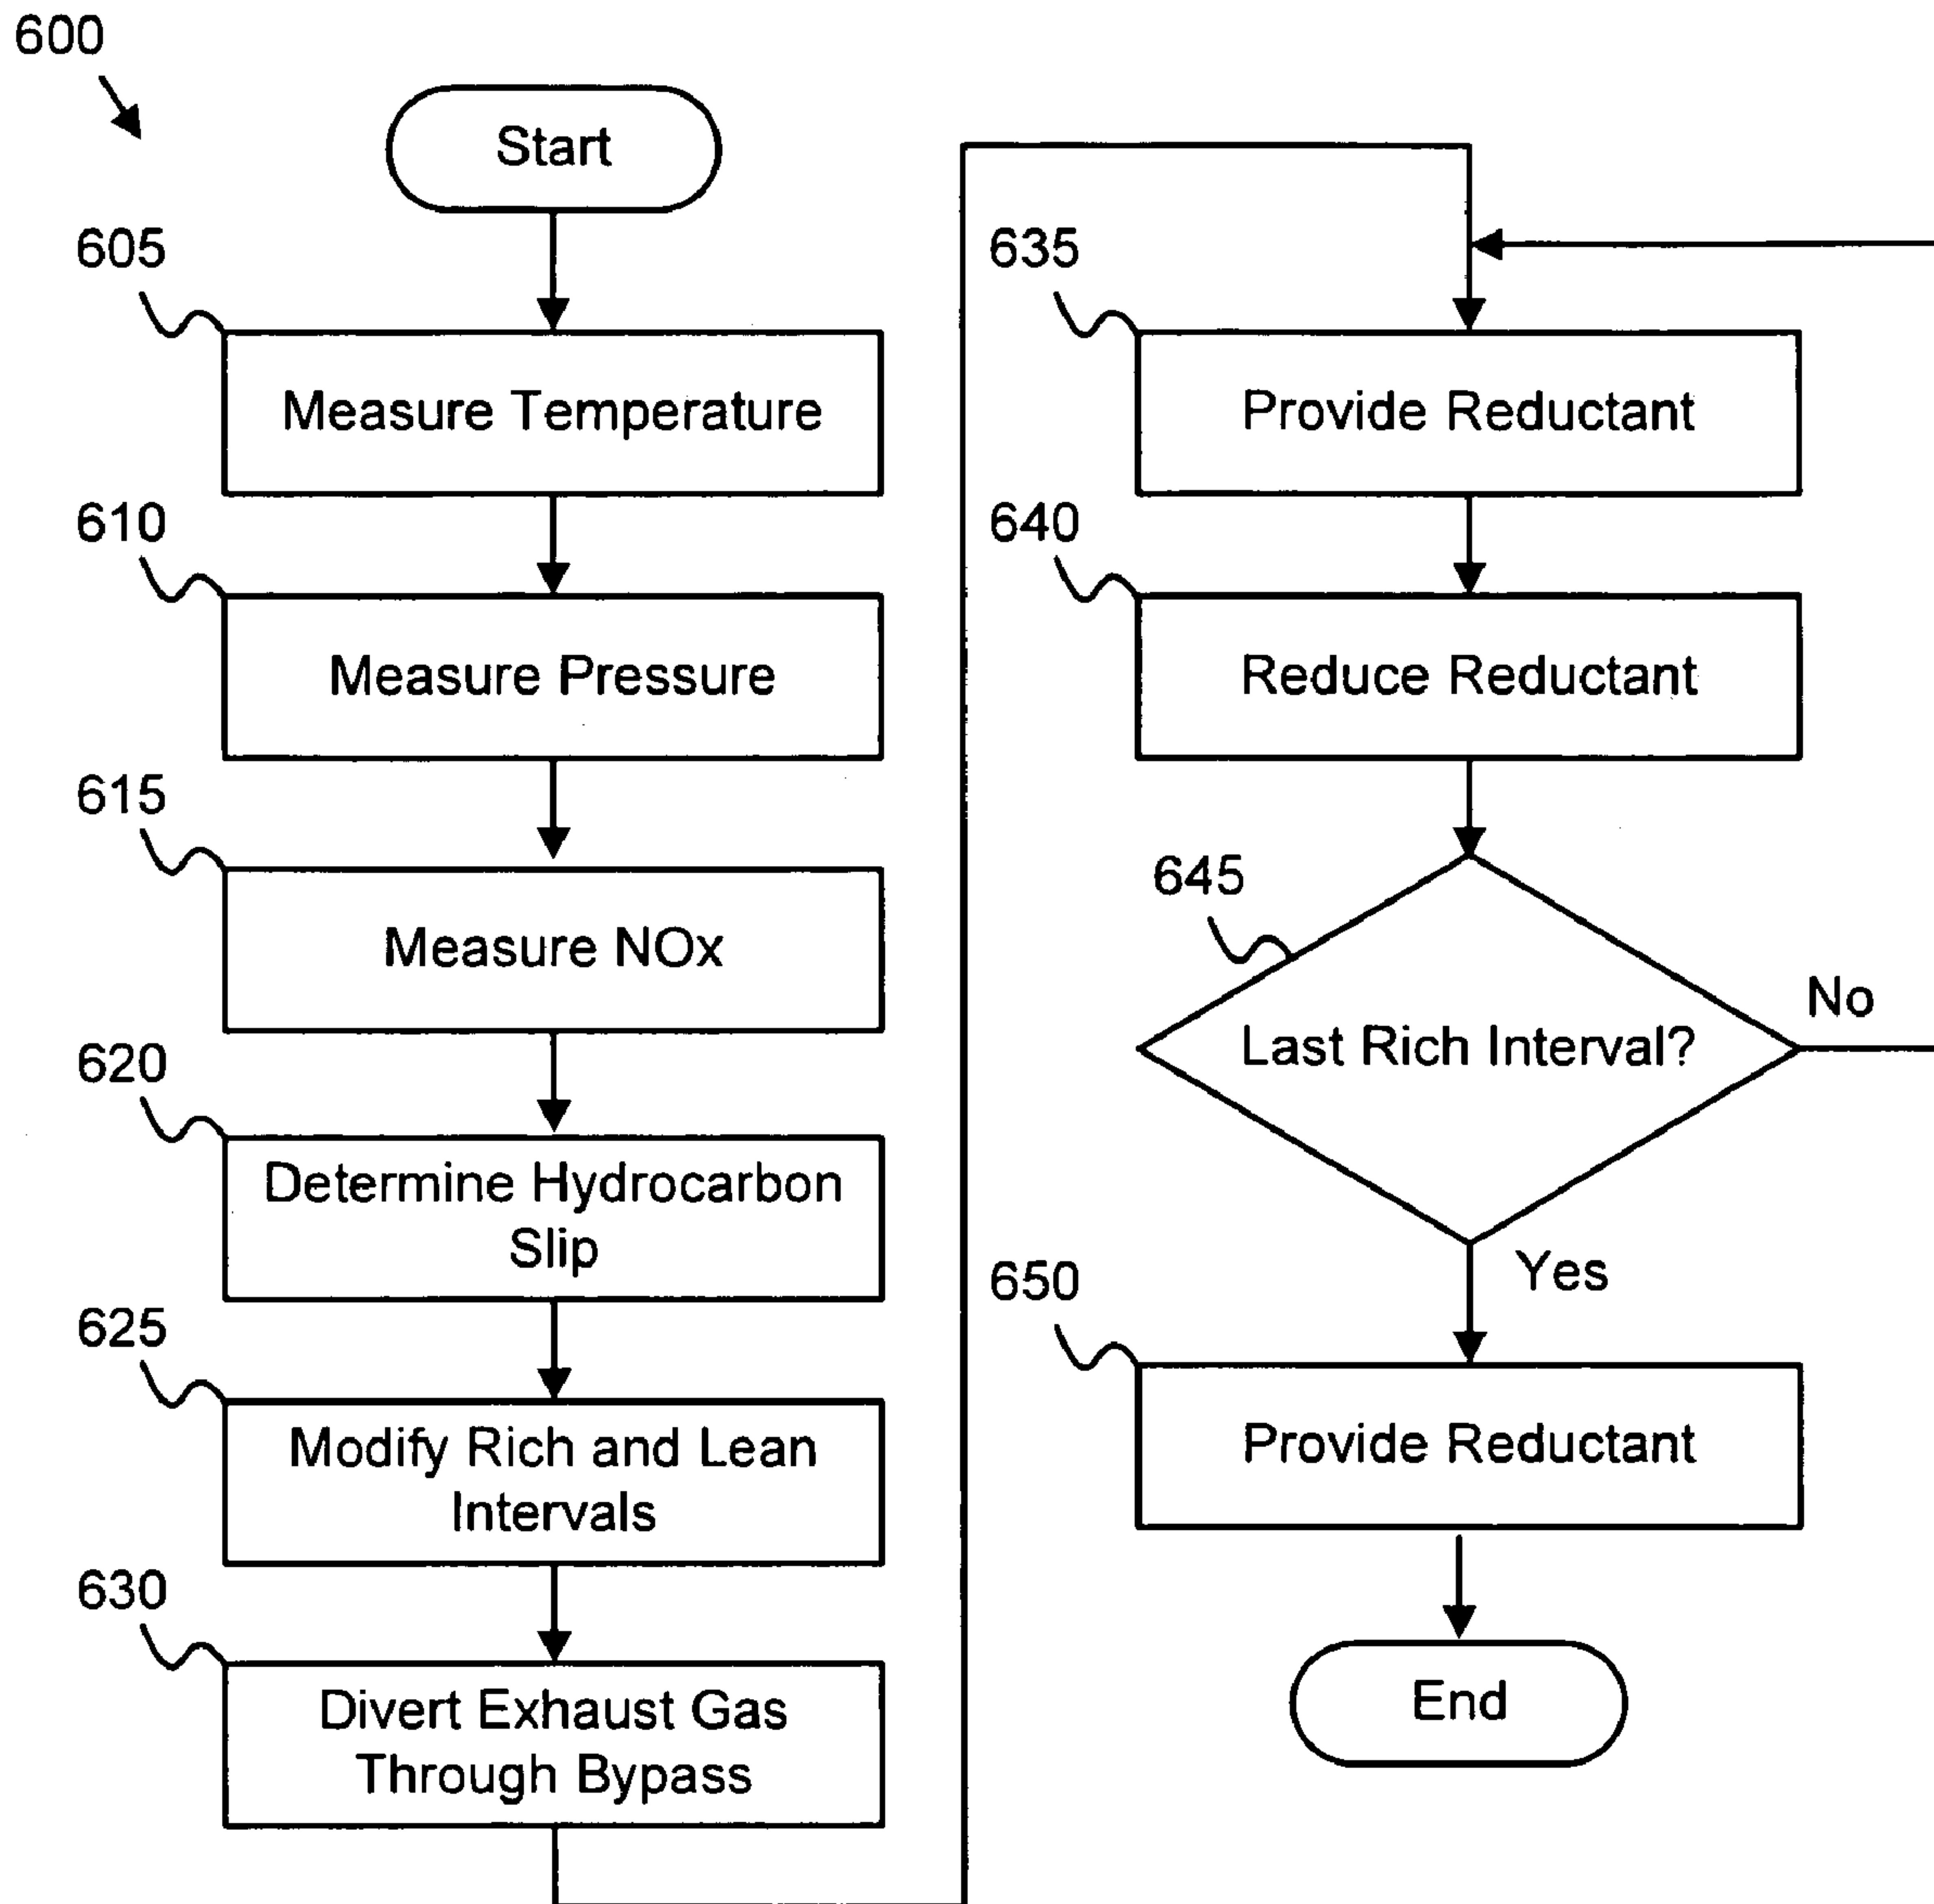 600
Start
605
Measure Temperature
610
Measure Pressure
615
Measure NOx
620
Determine Hydrocarbon
Slip
625
Modify Rich and Lean
Intervals
630
Divert Exhaust Gas
Through Bypass
635
Provide Reductant
640
Reduce Reductant
645
Last Rich Interval?
No
Yes
650
Provide Reductant
End